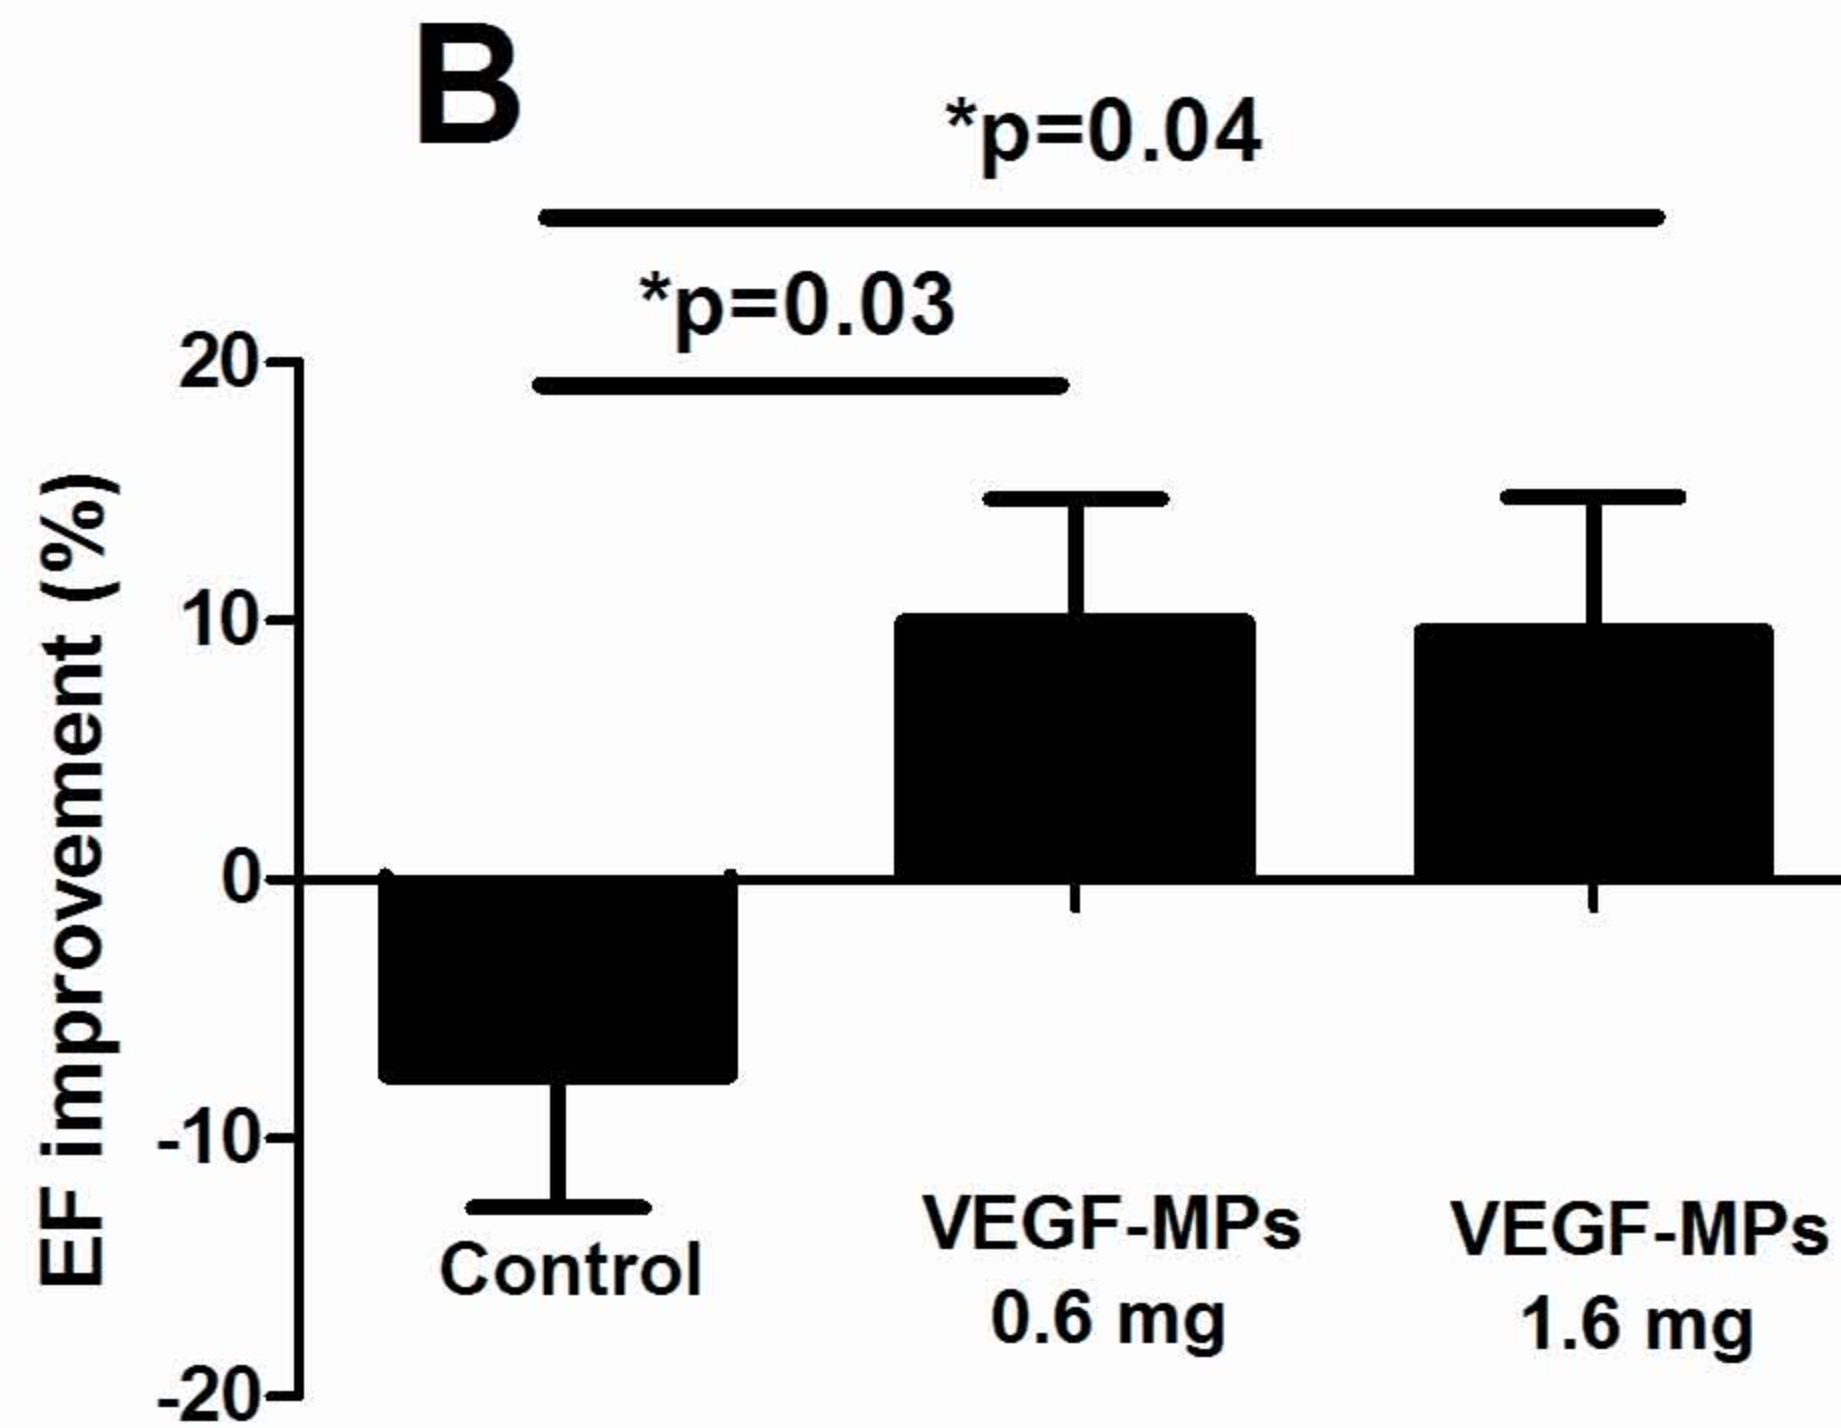 B
*p=0.04
*p=0.03
20
10
0
-10
-20
EF improvement (%)
Control
VEGF-MPs
0.6 mg
VEGF-MPs
1.6 mg